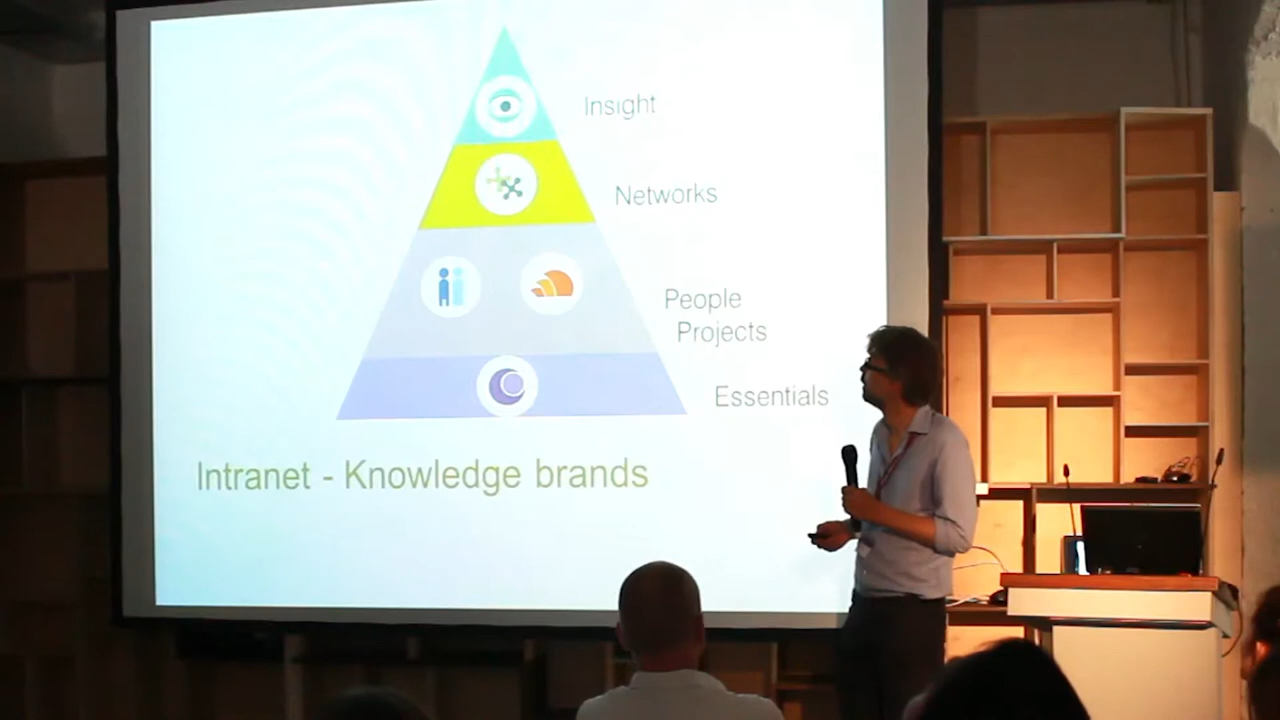 Insight
Networks
People
Projects
Essentials
Intranet - Knowledge brands